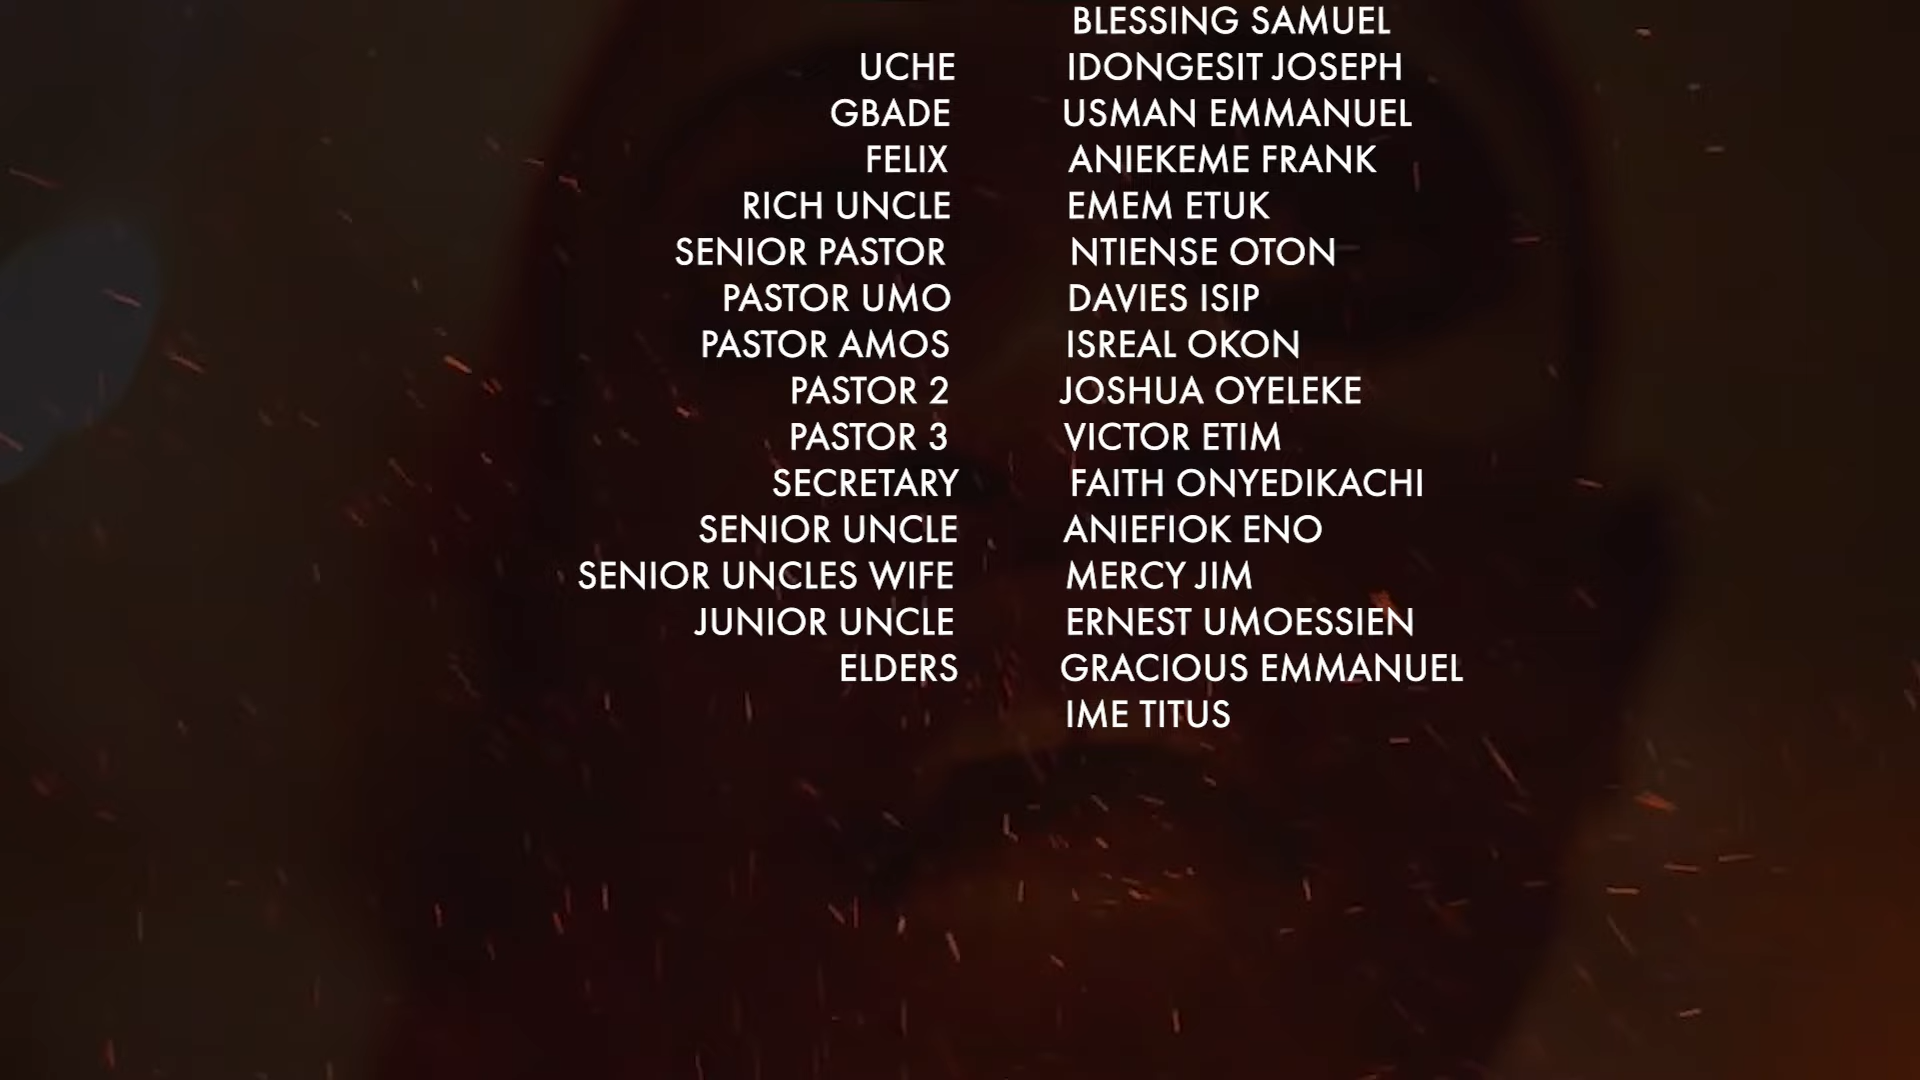 BLESSING SAMUEL
UCHE IDONGESIT JOSEPH
GBADE USMAN EMMANUEL
FELIX ANIEKEME FRANK
RICH UNCLE EMEM ETUK
SENIOR PASTOR NTIENSE OTON
PASTOR UMO DAVIES ISIP
PASTOR AMOS ISREAL OKON
PASTOR 2 JOSHUA OYELEKE
PASTOR 3 VICTOR ETIM
SECRETARY FAITH ONYEDIKACHI
SENIOR UNCLE ANIEFIOK ENO
SENIOR UNCLES WIFE MERCY JIM
JUNIOR UNCLE ERNEST UMOESSIEN
ELDERS GRACIOUS EMMANUEL
IME TITUS